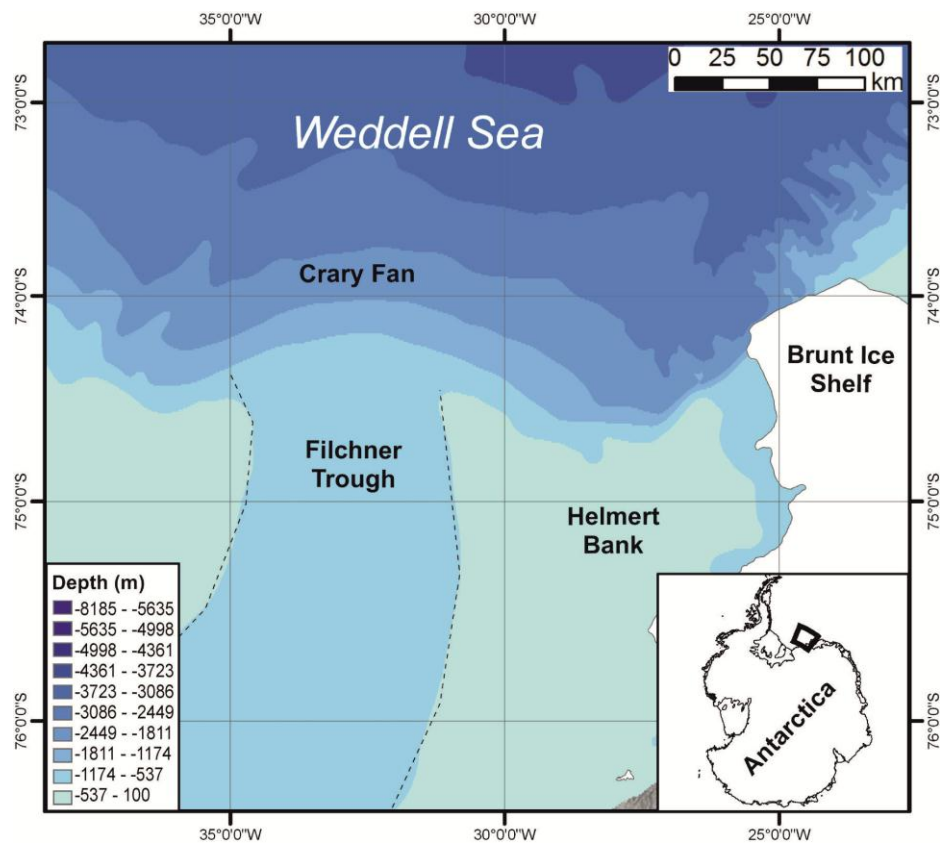 35°0'0"W 30°0'0"W 25°0'0"W
0 25 50 75 100
km
73°0'0"S 73°0'0"S
Weddell Sea
Crary Fan
74°0'0"S 74°0'0"S
Brunt Ice
Shelf
Filchner
Trough
75°0'0"S 75°0'0"S
Helmert
Bank
Depth (m)
-8185 - -5635
-5635 - -4998
-4998 - -4361
-4361 - -3723
-3723 - -3086
-3086 - -2449
-2449 - -1811
-1811 - -1174
-1174 - -537
-537 - 100
Antarctica
76°0'0"S 76°0'0"S
35°0'0"W 30°0'0"W 25°0'0"W